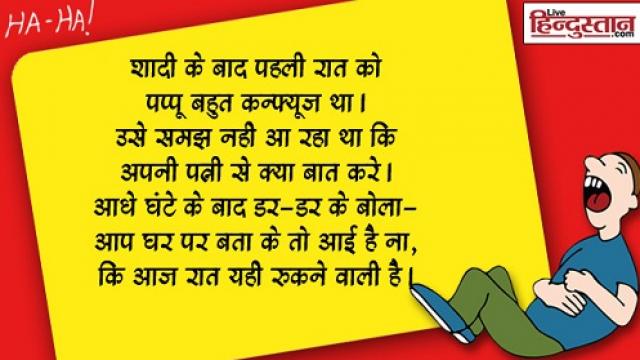 HA-HA!
Live
हिन्दुस्तान
.com
शादी के बाद पहली रात को
पप्पू बहुत कन्फ्यूज था।
उसे समझ नही आ रहा था कि
अपनी पत्नी से क्या बात करे।
आधे घंटे के बाद डर-डर के बोला-
आप घर पर बता के तो आई है ना,
कि आज रात यही रुकने वाली है।